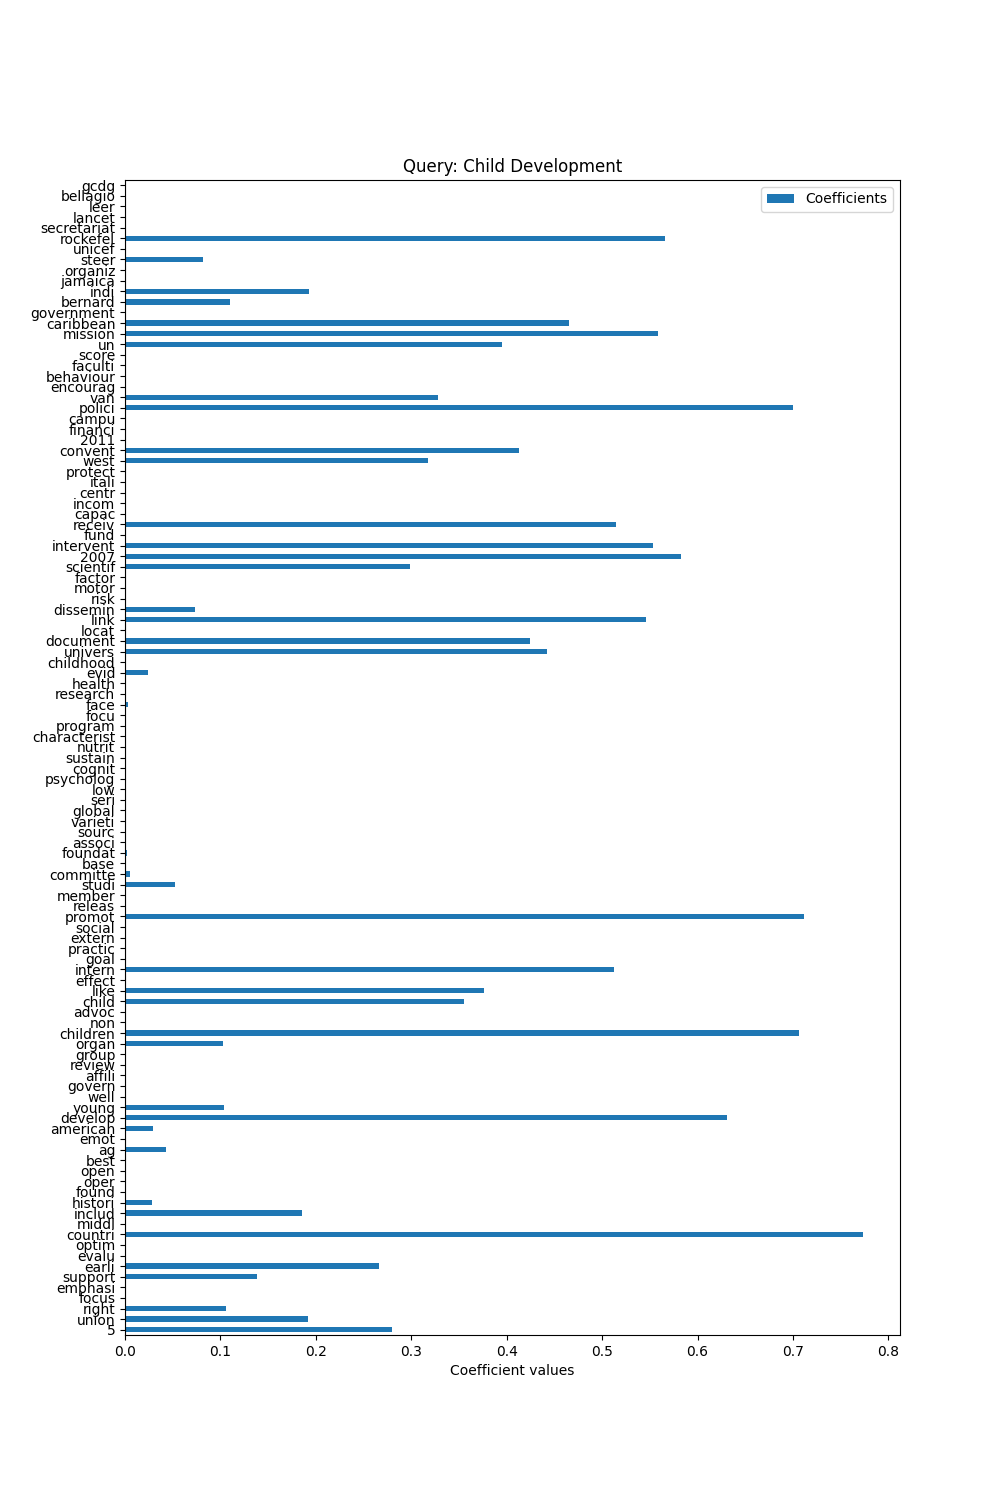 Query: Child Development
Coefficients
gcdg
bellagio
leer
lancet
secretariat
rockefel
unicef
steer
organiz
jamaica
indi
bernard
government
caribbean
mission
un
score
faculti
behaviour
encourag
van
polici
campu
financi
2011
convent
west
protect
itali
centr
incom
capac
receiv
fund
intervent
2007
scientif
factor
motor
risk
dissemin
link
locat
document
univers
childhood
evid
health
research
face
focu
program
characterist
nutrit
sustain
cognit
psycholog
low
seri
global
varieti
sourc
associ
foundat
base
committe
studi
member
releas
promot
social
extern
practic
goal
intern
effect
like
child
advoc
non
children
organ
group
review
affili
govern
well
young
develop
american
emot
ag
best
open
oper
found
histori
includ
middl
countri
optim
evalu
earli
support
emphasi
focus
right
union
5
0.0 0.1 0.2 0.3 0.4 0.5 0.6 0.7 0.8
Coefficient values